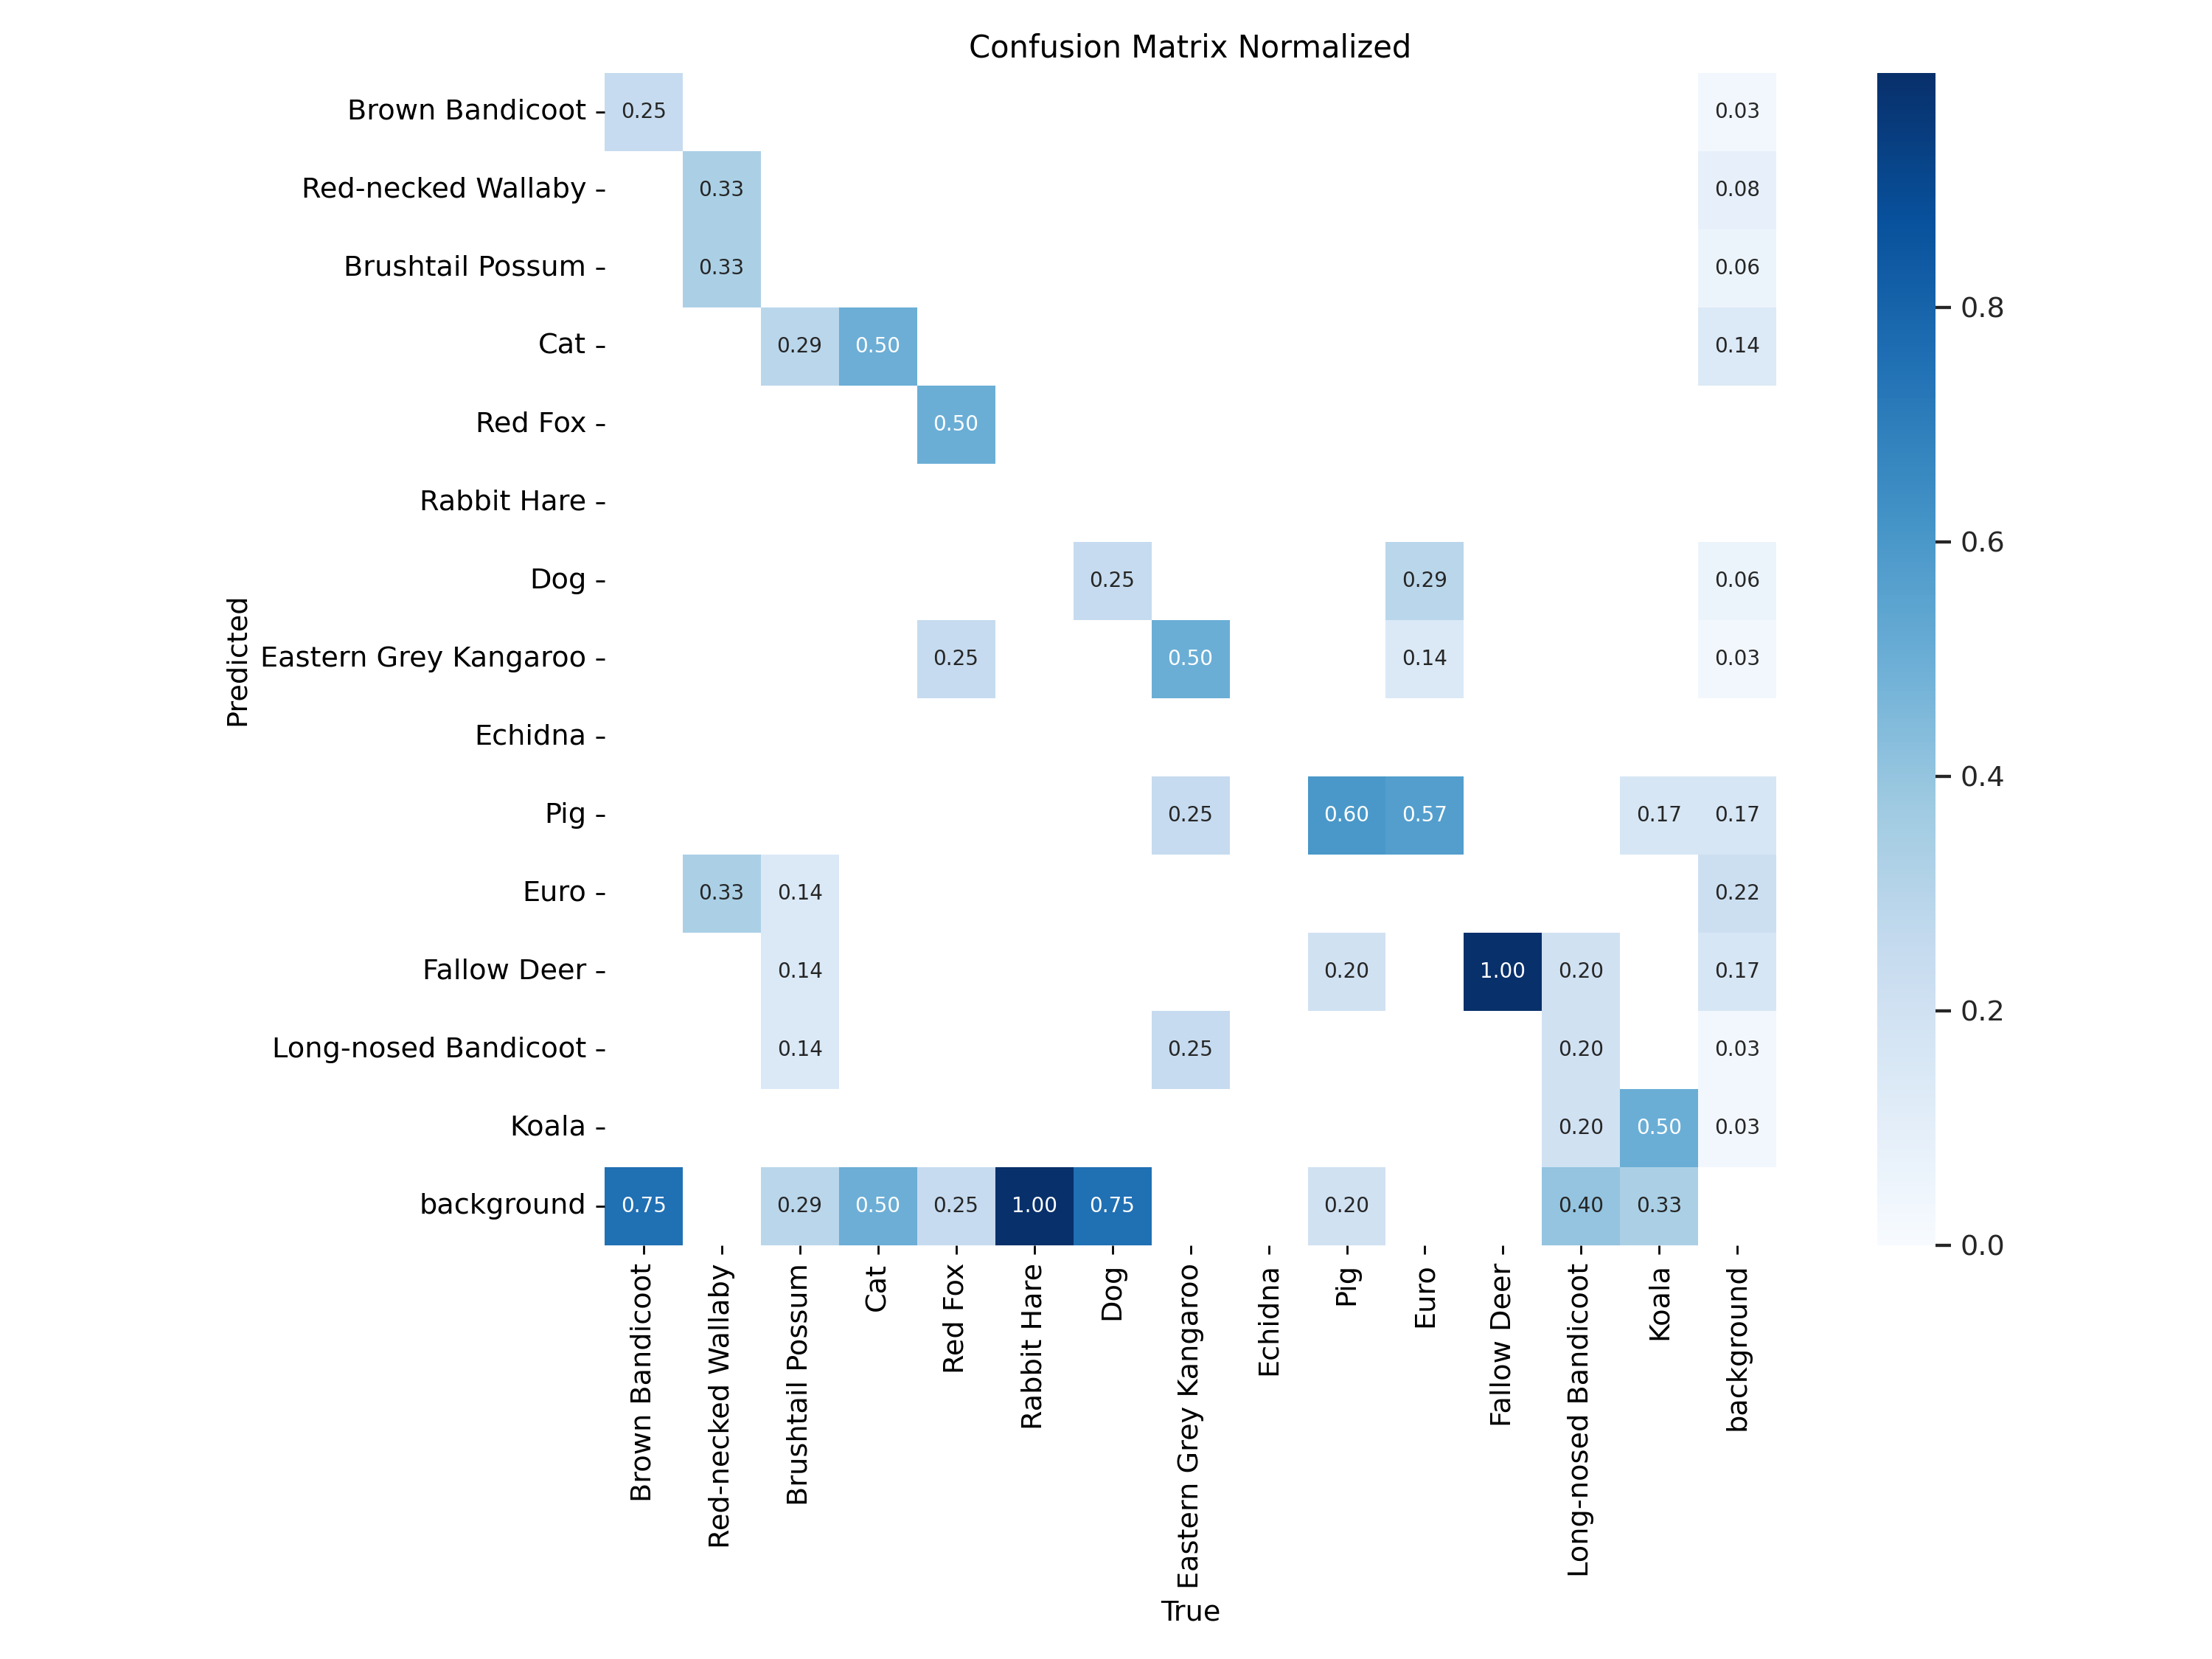 Confusion Matrix Normalized
Brown Bandicoot 0.25 0.03
Red-necked Wallaby 0.33 0.08
Brushtail Possum 0.33 0.06
Cat 0.29 0.50 0.14
Red Fox 0.50
Rabbit Hare
Dog 0.25 0.29 0.06
Eastern Grey Kangaroo 0.25 0.50 0.14 0.03
Echidna
Pig 0.25 0.60 0.57 0.17 0.17
Euro 0.33 0.14 0.22
Fallow Deer 0.14 0.20 1.00 0.20 0.17
Long-nosed Bandicoot 0.14 0.25 0.20 0.03
Koala 0.20 0.50 0.03
background 0.75 0.29 0.50 0.25 1.00 0.75 0.20 0.40 0.33
Predicted
Brown Bandicoot
Red-necked Wallaby
Brushtail Possum
Cat
Red Fox
Rabbit Hare
Dog
Eastern Grey Kangaroo
Echidna
Pig
Euro
Fallow Deer
Long-nosed Bandicoot
Koala
background
True
0.8
0.6
0.4
0.2
0.0